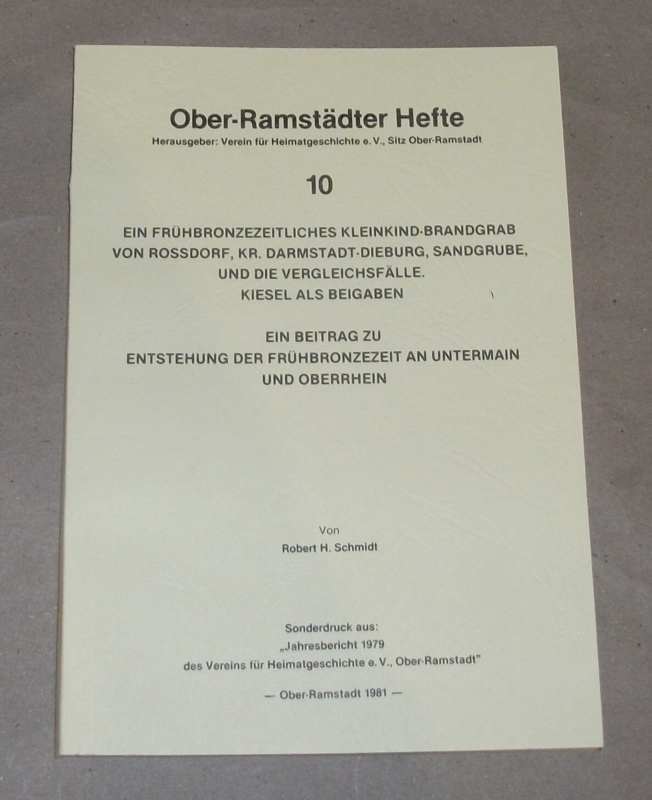 Ober-Ramstädter Hefte
Herausgeber: Verein für Heimatgeschichte e. V., Sitz Ober-Ramstadt
10
EIN FRÜHBRONZEZEITLICHES KLEINKIND-BRANDGRAB
VON ROSSDORF, KR. DARMSTADT-DIEBURG, SANDGRUBE,
UND DIE VERGLEICHSFÄLLE.
KIESEL ALS BEIGABEN
EIN BEITRAG ZU
ENTSTEHUNG DER FRÜHBRONZEZEIT AN UNTERMAIN
UND OBERRHEIN
Von
Robert H. Schmidt
Sonderdruck aus:
„Jahresbericht 1979
des Vereins für Heimatgeschichte e. V., Ober-Ramstadt"
— Ober-Ramstadt 1981 —